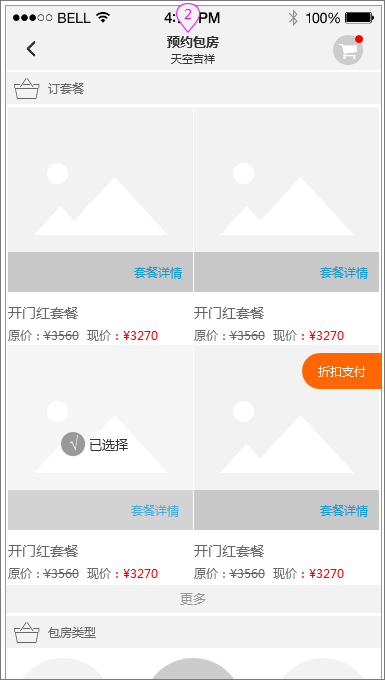 BELL 4: PM 100%
2
预约包房
天空吉祥
订套餐
套餐详情 套餐详情
开门红套餐 开门红套餐
原价：¥3560 现价：¥3270 原价：¥3560 现价：¥3270
折扣支付
√ 已选择
套餐详情 套餐详情
开门红套餐 开门红套餐
原价：¥3560 现价：¥3270 原价：¥3560 现价：¥3270
更多
包房类型